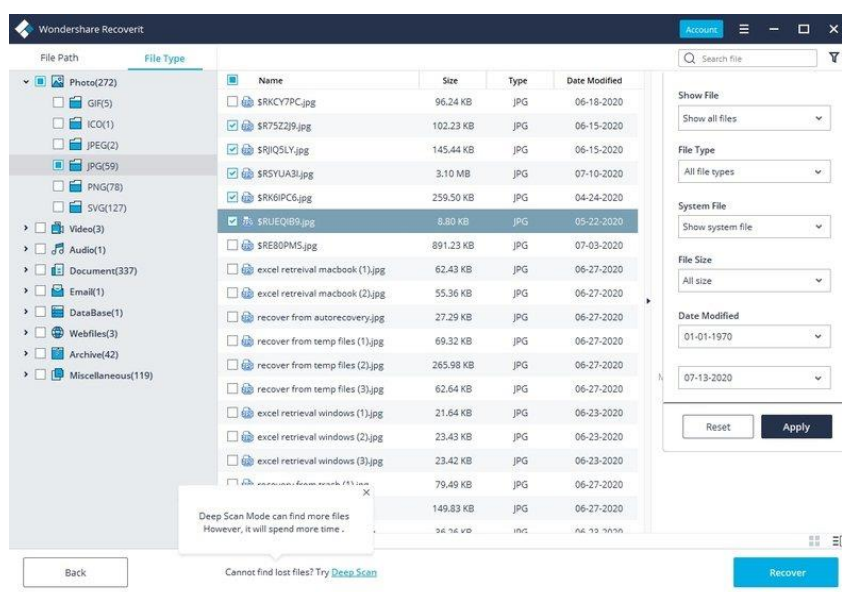 Wondershare Recoverit
Account
File Path File Type
Search file
Photo(272)
GIF(5)
ICO(1)
JPEG(2)
JPG(59)
PNG(78)
SVG(127)
Video(3)
Audio(1)
Document(337)
Email(1)
DataBase(1)
Webfiles(3)
Archive(42)
Miscellaneous(119)
Name Size Type Date Modified
$RKCY7PC.jpg 96.24 KB JPG 06-18-2020
$R75Z2J9.jpg 102.23 KB JPG 06-15-2020
$RJIQ5LY.jpg 145.44 KB JPG 06-15-2020
$RSYUA3I.jpg 3.10 MB JPG 07-10-2020
$RK6IPC6.jpg 259.50 KB JPG 04-24-2020
$RUEQIB9.jpg 8.80 KB JPG 05-22-2020
$RE80PMS.jpg 891.23 KB JPG 07-03-2020
excel retreival macbook (1).jpg 62.43 KB JPG 06-27-2020
excel retreival macbook (2).jpg 55.36 KB JPG 06-27-2020
recover from autorecovery.jpg 27.29 KB JPG 06-27-2020
recover from temp files (1).jpg 69.32 KB JPG 06-27-2020
recover from temp files (2).jpg 265.98 KB JPG 06-27-2020
recover from temp files (3).jpg 62.64 KB JPG 06-27-2020
excel retrieval windows (1).jpg 21.64 KB JPG 06-23-2020
excel retrieval windows (2).jpg 23.43 KB JPG 06-23-2020
excel retrieval windows (3).jpg 23.42 KB JPG 06-23-2020
recovery from trash (1).jpg 79.49 KB JPG 06-27-2020
149.83 KB JPG 06-27-2020
36.26 KB JPG 06-23-2020
Show File
Show all files
File Type
All file types
System File
Show system file
File Size
All size
Date Modified
01-01-1970
07-13-2020
Reset Apply
Deep Scan Mode can find more files
However, it will spend more time .
Back
Cannot find lost files? Try Deep Scan
Recover